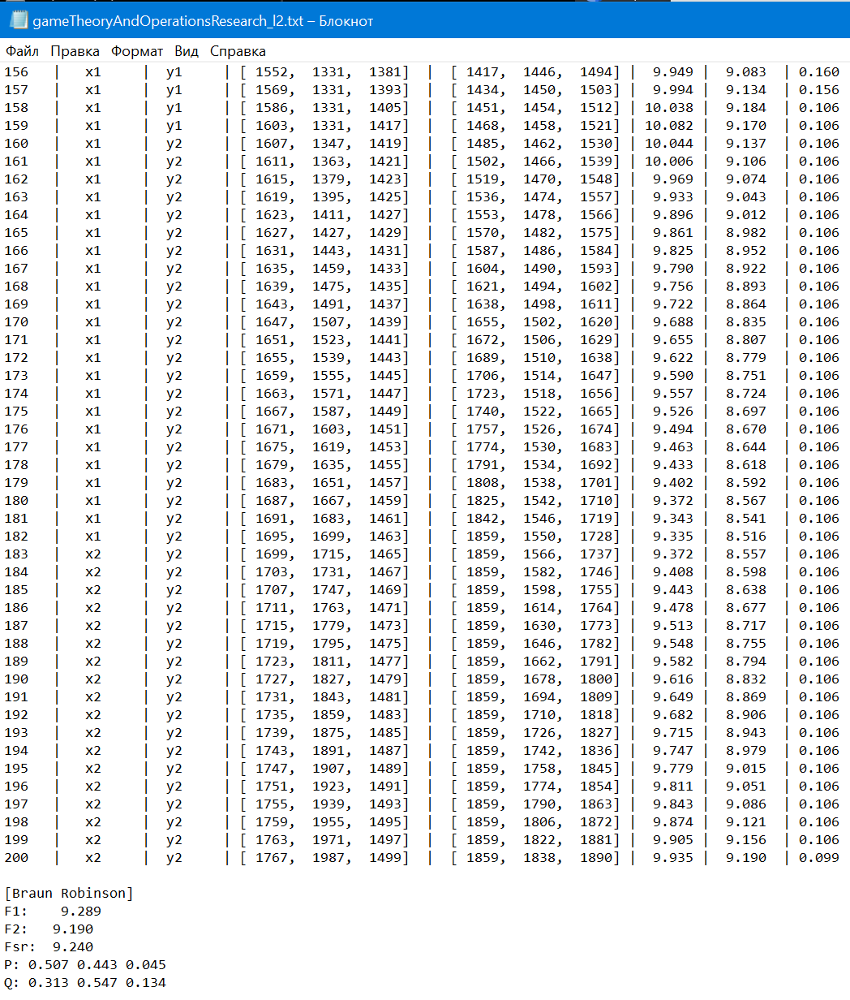 gameTheoryAndOperationsResearch_l2.txt – Блокнот
Файл Правка Формат Вид Справка
156 | x1 | y1 | [ 1552, 1331, 1381] | [ 1417, 1446, 1494] | 9.949 | 9.083 | 0.160
157 | x1 | y1 | [ 1569, 1331, 1393] | [ 1434, 1450, 1503] | 9.994 | 9.134 | 0.156
158 | x1 | y1 | [ 1586, 1331, 1405] | [ 1451, 1454, 1512] | 10.038 | 9.184 | 0.106
159 | x1 | y1 | [ 1603, 1331, 1417] | [ 1468, 1458, 1521] | 10.082 | 9.170 | 0.106
160 | x1 | y2 | [ 1607, 1347, 1419] | [ 1485, 1462, 1530] | 10.044 | 9.137 | 0.106
161 | x1 | y2 | [ 1611, 1363, 1421] | [ 1502, 1466, 1539] | 10.006 | 9.106 | 0.106
162 | x1 | y2 | [ 1615, 1379, 1423] | [ 1519, 1470, 1548] | 9.969 | 9.074 | 0.106
163 | x1 | y2 | [ 1619, 1395, 1425] | [ 1536, 1474, 1557] | 9.933 | 9.043 | 0.106
164 | x1 | y2 | [ 1623, 1411, 1427] | [ 1553, 1478, 1566] | 9.896 | 9.012 | 0.106
165 | x1 | y2 | [ 1627, 1427, 1429] | [ 1570, 1482, 1575] | 9.861 | 8.982 | 0.106
166 | x1 | y2 | [ 1631, 1443, 1431] | [ 1587, 1486, 1584] | 9.825 | 8.952 | 0.106
167 | x1 | y2 | [ 1635, 1459, 1433] | [ 1604, 1490, 1593] | 9.790 | 8.922 | 0.106
168 | x1 | y2 | [ 1639, 1475, 1435] | [ 1621, 1494, 1602] | 9.756 | 8.893 | 0.106
169 | x1 | y2 | [ 1643, 1491, 1437] | [ 1638, 1498, 1611] | 9.722 | 8.864 | 0.106
170 | x1 | y2 | [ 1647, 1507, 1439] | [ 1655, 1502, 1620] | 9.688 | 8.835 | 0.106
171 | x1 | y2 | [ 1651, 1523, 1441] | [ 1672, 1506, 1629] | 9.655 | 8.807 | 0.106
172 | x1 | y2 | [ 1655, 1539, 1443] | [ 1689, 1510, 1638] | 9.622 | 8.779 | 0.106
173 | x1 | y2 | [ 1659, 1555, 1445] | [ 1706, 1514, 1647] | 9.590 | 8.751 | 0.106
174 | x1 | y2 | [ 1663, 1571, 1447] | [ 1723, 1518, 1656] | 9.557 | 8.724 | 0.106
175 | x1 | y2 | [ 1667, 1587, 1449] | [ 1740, 1522, 1665] | 9.526 | 8.697 | 0.106
176 | x1 | y2 | [ 1671, 1603, 1451] | [ 1757, 1526, 1674] | 9.494 | 8.670 | 0.106
177 | x1 | y2 | [ 1675, 1619, 1453] | [ 1774, 1530, 1683] | 9.463 | 8.644 | 0.106
178 | x1 | y2 | [ 1679, 1635, 1455] | [ 1791, 1534, 1692] | 9.433 | 8.618 | 0.106
179 | x1 | y2 | [ 1683, 1651, 1457] | [ 1808, 1538, 1701] | 9.402 | 8.592 | 0.106
180 | x1 | y2 | [ 1687, 1667, 1459] | [ 1825, 1542, 1710] | 9.372 | 8.567 | 0.106
181 | x1 | y2 | [ 1691, 1683, 1461] | [ 1842, 1546, 1719] | 9.343 | 8.541 | 0.106
182 | x1 | y2 | [ 1695, 1699, 1463] | [ 1859, 1550, 1728] | 9.335 | 8.516 | 0.106
183 | x2 | y2 | [ 1699, 1715, 1465] | [ 1859, 1566, 1737] | 9.372 | 8.557 | 0.106
184 | x2 | y2 | [ 1703, 1731, 1467] | [ 1859, 1582, 1746] | 9.408 | 8.598 | 0.106
185 | x2 | y2 | [ 1707, 1747, 1469] | [ 1859, 1598, 1755] | 9.443 | 8.638 | 0.106
186 | x2 | y2 | [ 1711, 1763, 1471] | [ 1859, 1614, 1764] | 9.478 | 8.677 | 0.106
187 | x2 | y2 | [ 1715, 1779, 1473] | [ 1859, 1630, 1773] | 9.513 | 8.717 | 0.106
188 | x2 | y2 | [ 1719, 1795, 1475] | [ 1859, 1646, 1782] | 9.548 | 8.755 | 0.106
189 | x2 | y2 | [ 1723, 1811, 1477] | [ 1859, 1662, 1791] | 9.582 | 8.794 | 0.106
190 | x2 | y2 | [ 1727, 1827, 1479] | [ 1859, 1678, 1800] | 9.616 | 8.832 | 0.106
191 | x2 | y2 | [ 1731, 1843, 1481] | [ 1859, 1694, 1809] | 9.649 | 8.869 | 0.106
192 | x2 | y2 | [ 1735, 1859, 1483] | [ 1859, 1710, 1818] | 9.682 | 8.906 | 0.106
193 | x2 | y2 | [ 1739, 1875, 1485] | [ 1859, 1726, 1827] | 9.715 | 8.943 | 0.106
194 | x2 | y2 | [ 1743, 1891, 1487] | [ 1859, 1742, 1836] | 9.747 | 8.979 | 0.106
195 | x2 | y2 | [ 1747, 1907, 1489] | [ 1859, 1758, 1845] | 9.779 | 9.015 | 0.106
196 | x2 | y2 | [ 1751, 1923, 1491] | [ 1859, 1774, 1854] | 9.811 | 9.051 | 0.106
197 | x2 | y2 | [ 1755, 1939, 1493] | [ 1859, 1790, 1863] | 9.843 | 9.086 | 0.106
198 | x2 | y2 | [ 1759, 1955, 1495] | [ 1859, 1806, 1872] | 9.874 | 9.121 | 0.106
199 | x2 | y2 | [ 1763, 1971, 1497] | [ 1859, 1822, 1881] | 9.905 | 9.156 | 0.106
200 | x2 | y2 | [ 1767, 1987, 1499] | [ 1859, 1838, 1890] | 9.935 | 9.190 | 0.099
[Braun Robinson]
F1: 9.289
F2: 9.190
Fsr: 9.240
P: 0.507 0.443 0.045
Q: 0.313 0.547 0.134